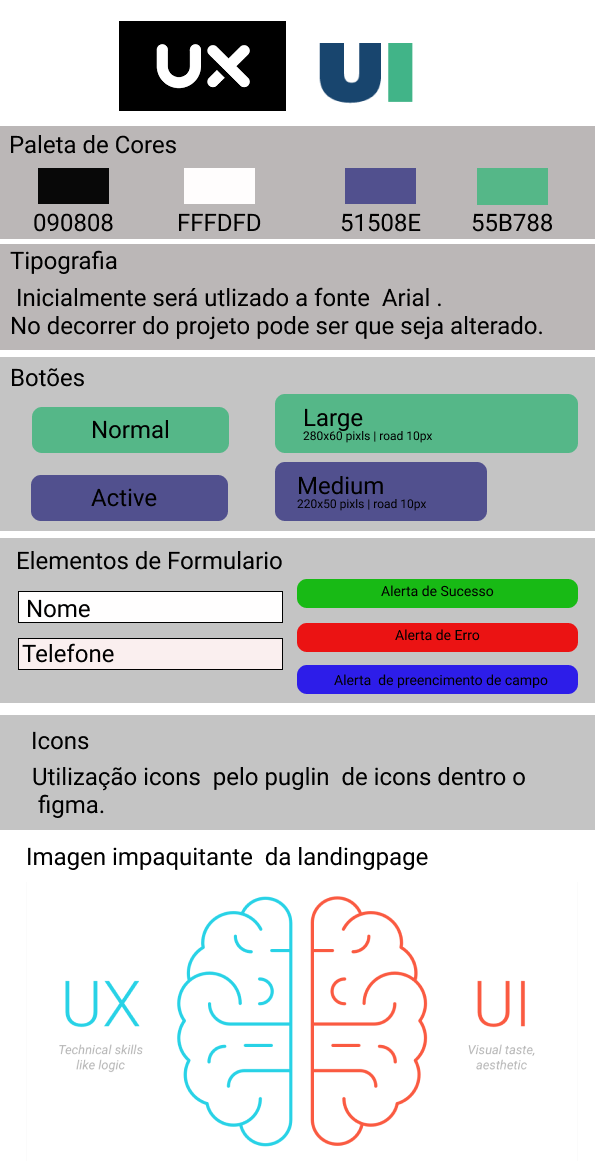 UX UI
Paleta de Cores
090808 FFFDFD 51508E 55B788
Tipografia
Inicialmente será utlizado a fonte Arial .
No decorrer do projeto pode ser que seja alterado.
Botões
Normal
Large
280x60 pixls | road 10px
Active
Medium
220x50 pixls | road 10px
Elementos de Formulario
Nome
Telefone
Alerta de Sucesso
Alerta de Erro
Alerta de preencimento de campo
Icons
Utilização icons pelo puglin de icons dentro o
figma.
Imagen impaquitante da landingpage
UX
Technical skills
like logic
UI
Visual taste,
aesthetic